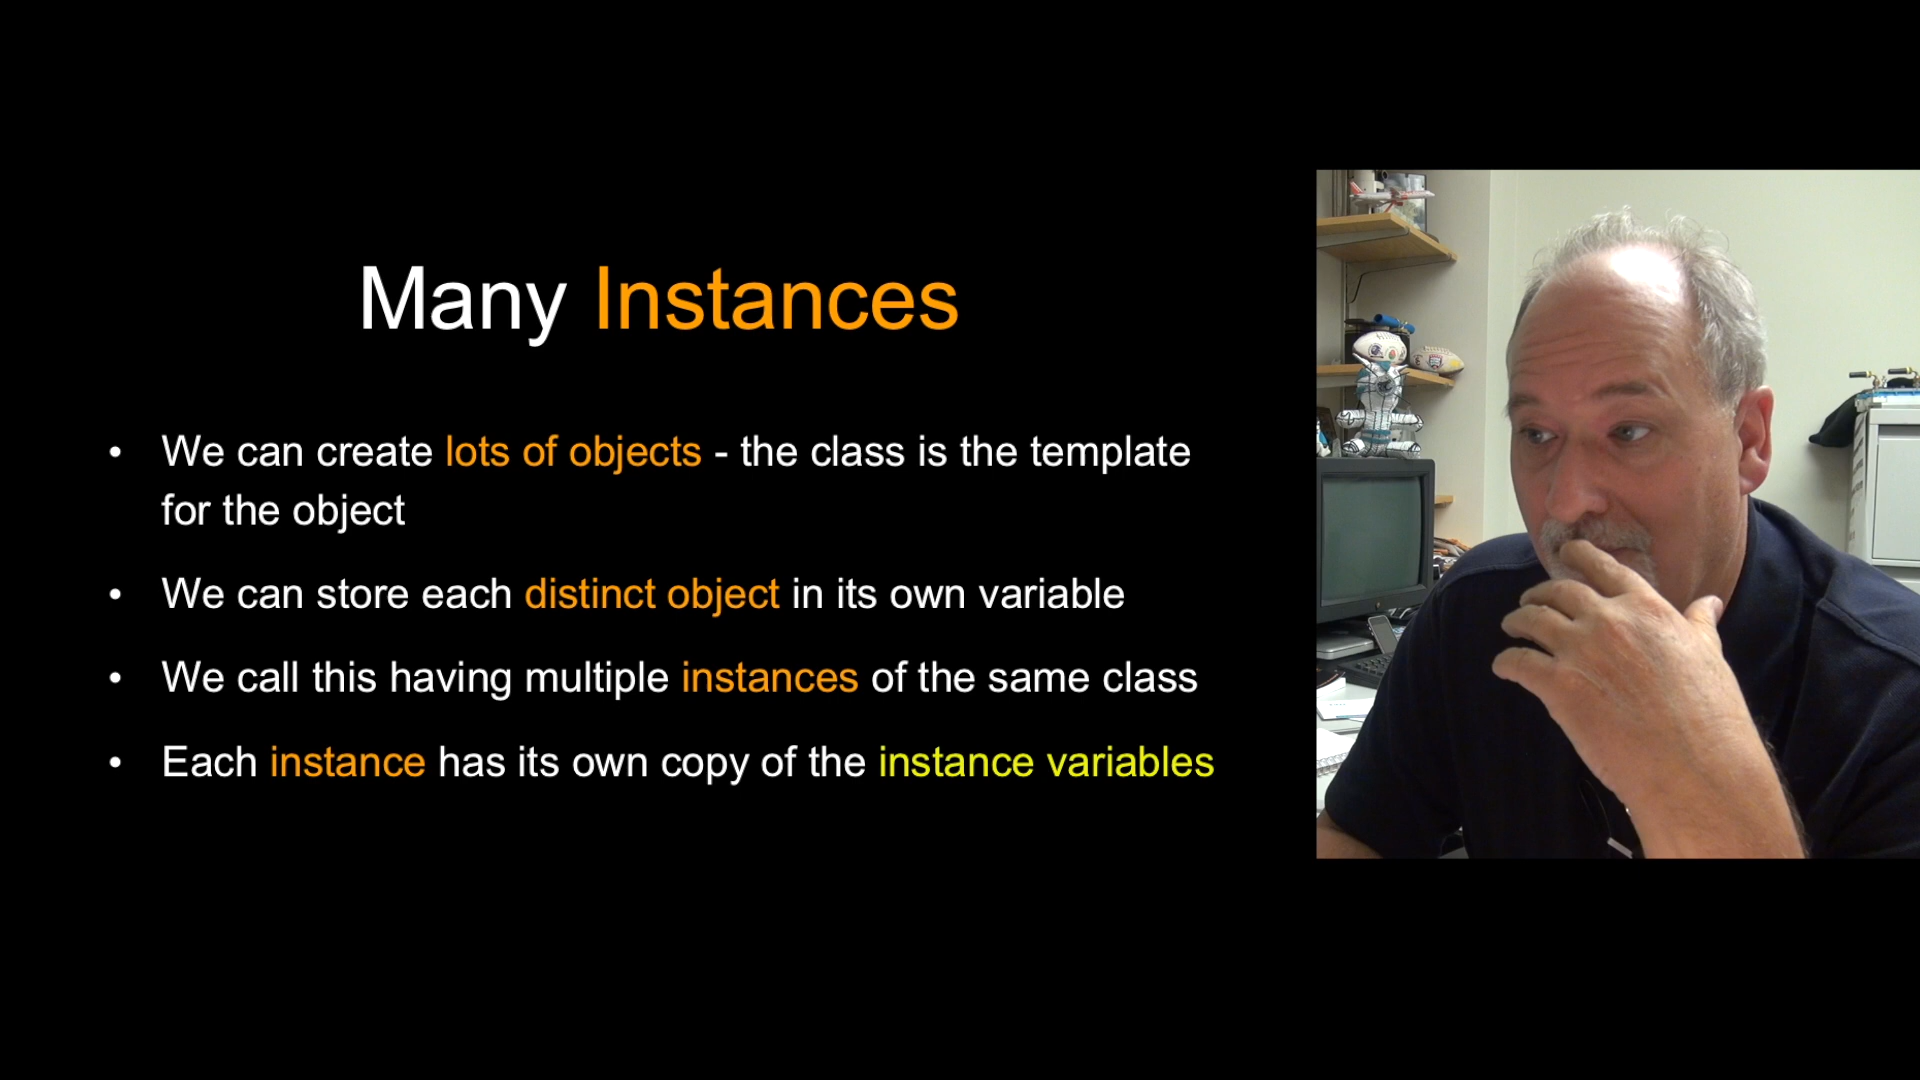 Many Instances
• We can create lots of objects - the class is the template
for the object
• We can store each distinct object in its own variable
• We call this having multiple instances of the same class
• Each instance has its own copy of the instance variables